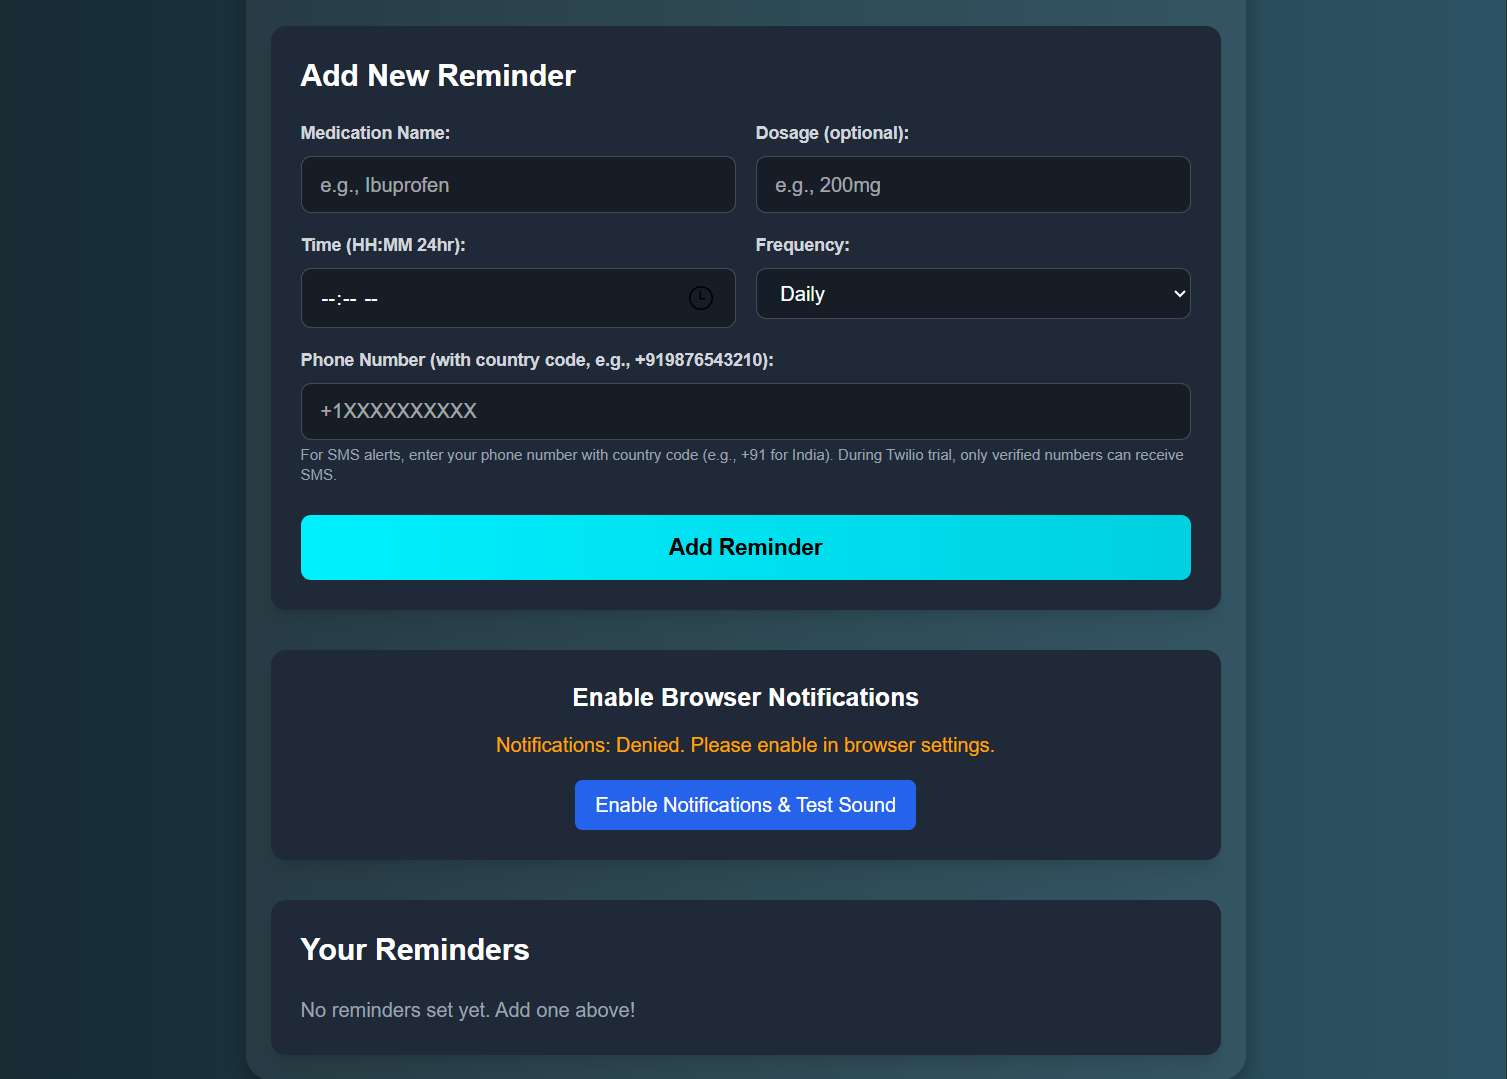 Add New Reminder
Medication Name:
Dosage (optional):
e.g., Ibuprofen
e.g., 200mg
Time (HH:MM 24hr):
Frequency:
--:-- --
Daily
Phone Number (with country code, e.g., +919876543210):
+1XXXXXXXXXX
For SMS alerts, enter your phone number with country code (e.g., +91 for India). During Twilio trial, only verified numbers can receive
SMS.
Add Reminder
Enable Browser Notifications
Notifications: Denied. Please enable in browser settings.
Enable Notifications & Test Sound
Your Reminders
No reminders set yet. Add one above!